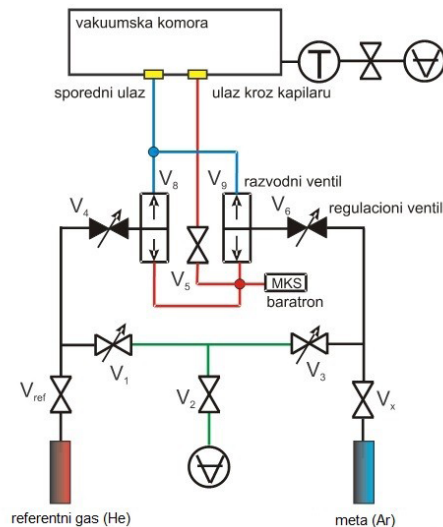 vakuumska komora
T
sporedni ulaz
ulaz kroz kapilaru
V8
V9
razvodni ventil
V4
V6
regulacioni ventil
V5
MKS
baratron
V1
V3
Vref
V2
Vx
referentni gas (He)
meta (Ar)